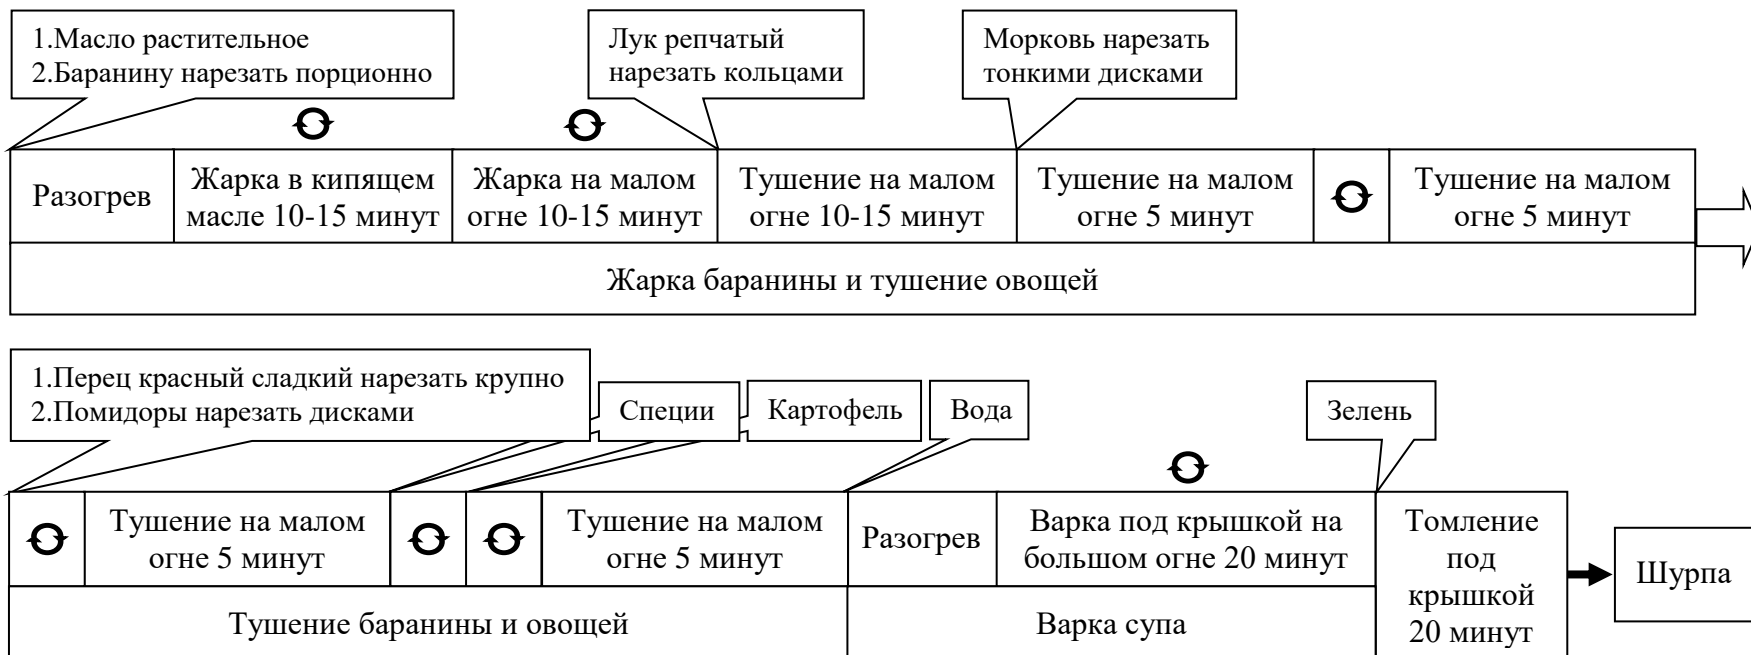 1.Масло растительное
2.Баранину нарезать порционно
Лук репчатый
нарезать кольцами
Морковь нарезать
тонкими дисками
Разогрев
Жарка в кипящем
масле 10-15 минут
Жарка на малом
огне 10-15 минут
Тушение на малом
огне 10-15 минут
Тушение на малом
огне 5 минут
Тушение на малом
огне 5 минут
Жарка баранины и тушение овощей
1.Перец красный сладкий нарезать крупно
2.Помидоры нарезать дисками
Специи
Картофель
Вода
Зелень
Тушение на малом
огне 5 минут
Тушение на малом
огне 5 минут
Разогрев
Варка под крышкой на
большом огне 20 минут
Томление
под
крышкой
20 минут
Шурпа
Тушение баранины и овощей
Варка супа